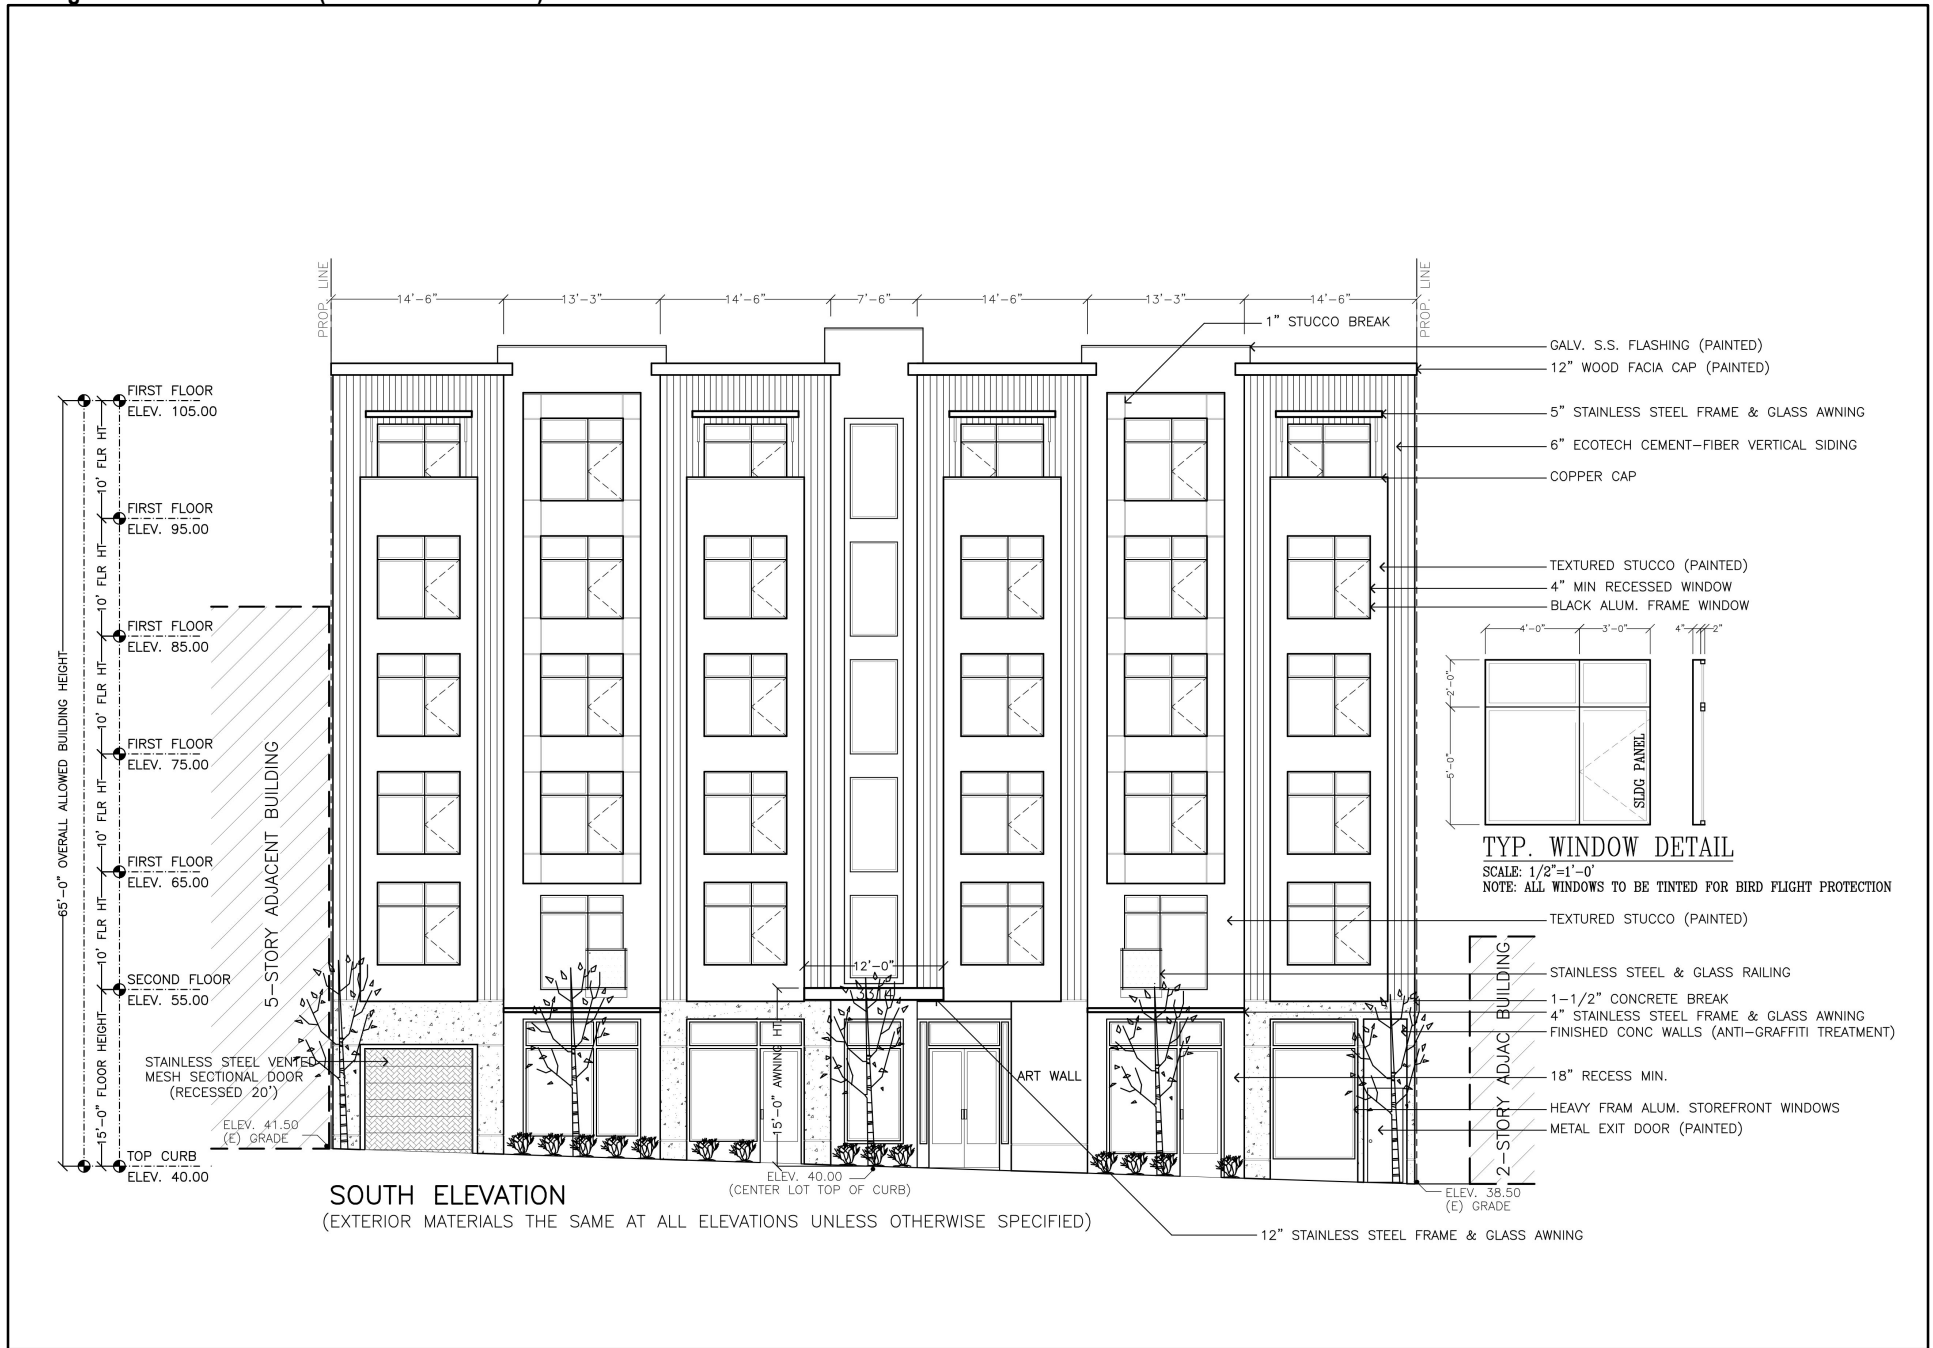 PROP. LINE
14'-6"
13'-3"
14'-6"
7'-6"
14'-6"
13'-3"
14'-6"
PROP. LINE
1" STUCCO BREAK
GALV. S.S. FLASHING (PAINTED)
12" WOOD FACIA CAP (PAINTED)
5" STAINLESS STEEL FRAME & GLASS AWNING
6" ECOTECH CEMENT-FIBER VERTICAL SIDING
COPPER CAP
TEXTURED STUCCO (PAINTED)
4" MIN RECESSED WINDOW
BLACK ALUM. FRAME WINDOW
FIRST FLOOR
ELEV. 105.00
10' FLR HT
FIRST FLOOR
ELEV. 95.00
10' FLR HT
FIRST FLOOR
ELEV. 85.00
10' FLR HT
FIRST FLOOR
ELEV. 75.00
10' FLR HT
FIRST FLOOR
ELEV. 65.00
10' FLR HT
SECOND FLOOR
ELEV. 55.00
15'-0" FLOOR HEIGHT
TOP CURB
ELEV. 40.00
65'-0" OVERALL ALLOWED BUILDING HEIGHT
5-STORY ADJACENT BUILDING
STAINLESS STEEL VENTED
MESH SECTIONAL DOOR
(RECESSED 20')
ELEV. 41.50
(E) GRADE
4'-0"
3'-0"
4"
2"
2'-0"
5'-0"
SLDG PANEL
TYP. WINDOW DETAIL
SCALE: 1/2"=1'-0'
NOTE: ALL WINDOWS TO BE TINTED FOR BIRD FLIGHT PROTECTION
TEXTURED STUCCO (PAINTED)
STAINLESS STEEL & GLASS RAILING
1-1/2" CONCRETE BREAK
4" STAINLESS STEEL FRAME & GLASS AWNING
FINISHED CONC WALLS (ANTI-GRAFFITI TREATMENT)
18" RECESS MIN.
HEAVY FRAM ALUM. STOREFRONT WINDOWS
METAL EXIT DOOR (PAINTED)
2-STORY ADJAC BUILDING
ELEV. 38.50
(E) GRADE
12'-0"
3314
15'-0" AWNING HT.
ART WALL
ELEV. 40.00
(CENTER LOT TOP OF CURB)
12" STAINLESS STEEL FRAME & GLASS AWNING
SOUTH ELEVATION
(EXTERIOR MATERIALS THE SAME AT ALL ELEVATIONS UNLESS OTHERWISE SPECIFIED)